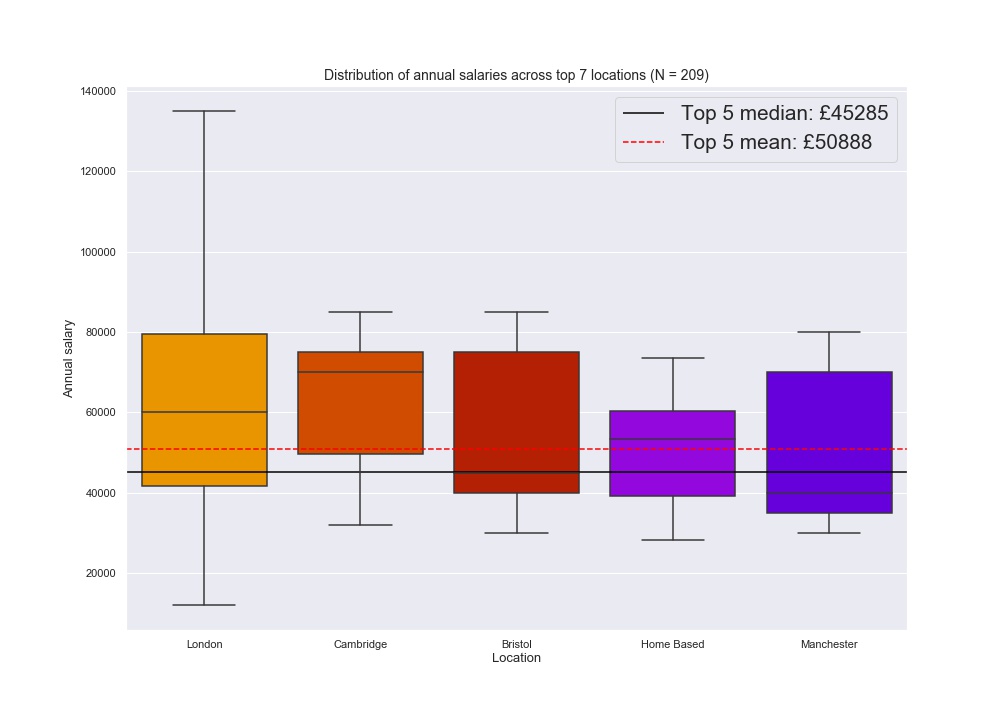 Distribution of annual salaries across top 7 locations (N = 209)
Top 5 median: £45285
Top 5 mean: £50888
Annual salary
140000
120000
100000
80000
60000
40000
20000
London Cambridge Bristol Home Based Manchester
Location